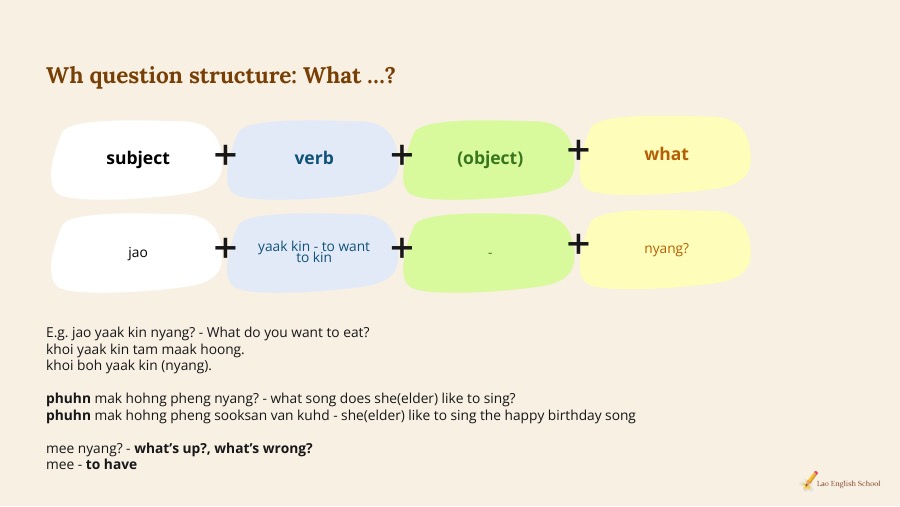 Wh question structure: What ...?
subject + verb + (object) + what
jao + yaak kin - to want
to kin + - + nyang?
E.g. jao yaak kin nyang? - What do you want to eat?
khoi yaak kin tam maak hoong.
khoi boh yaak kin (nyang).
phuhn mak hohng pheng nyang? - what song does she(elder) like to sing?
phuhn mak hohng pheng sooksan van kuhd - she(elder) like to sing the happy birthday song
mee nyang? - what's up?, what's wrong?
mee - to have
Lao English School